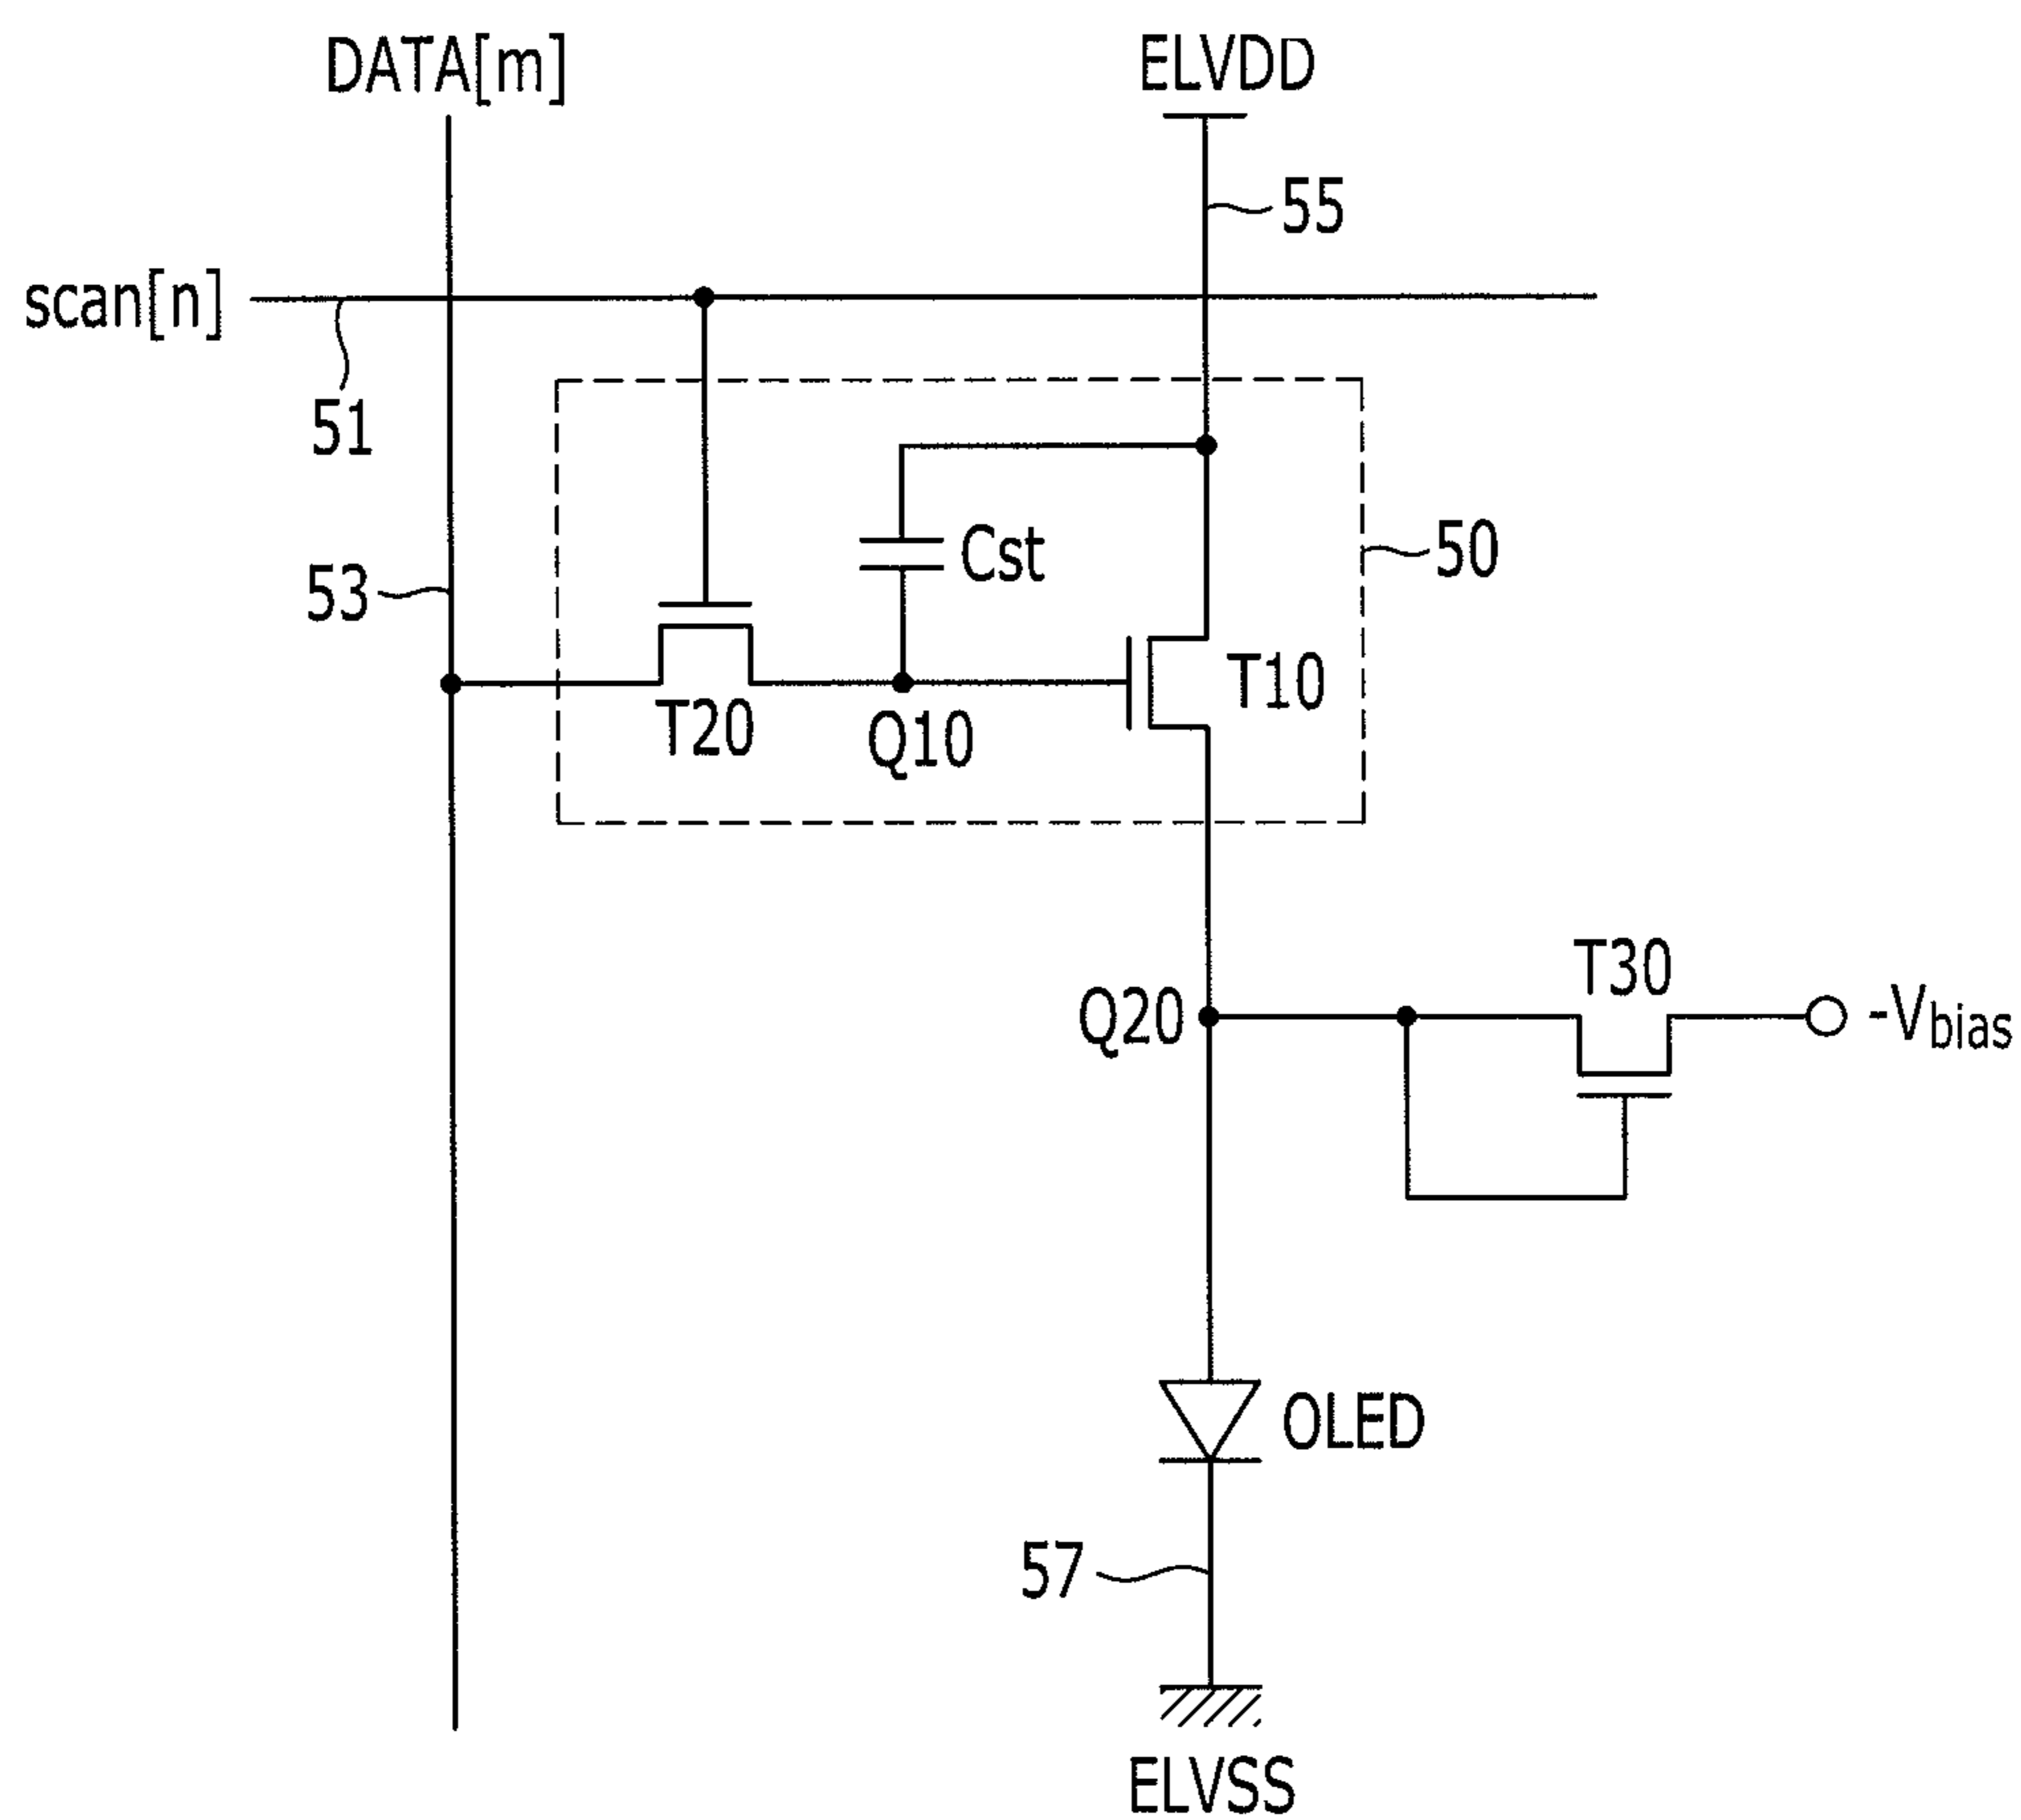 DATA[m]
ELVDD
55
scan[n]
51
Cst
50
53
T10
T20
Q10
T30
Q20
-Vbias
OLED
57
ELVSS